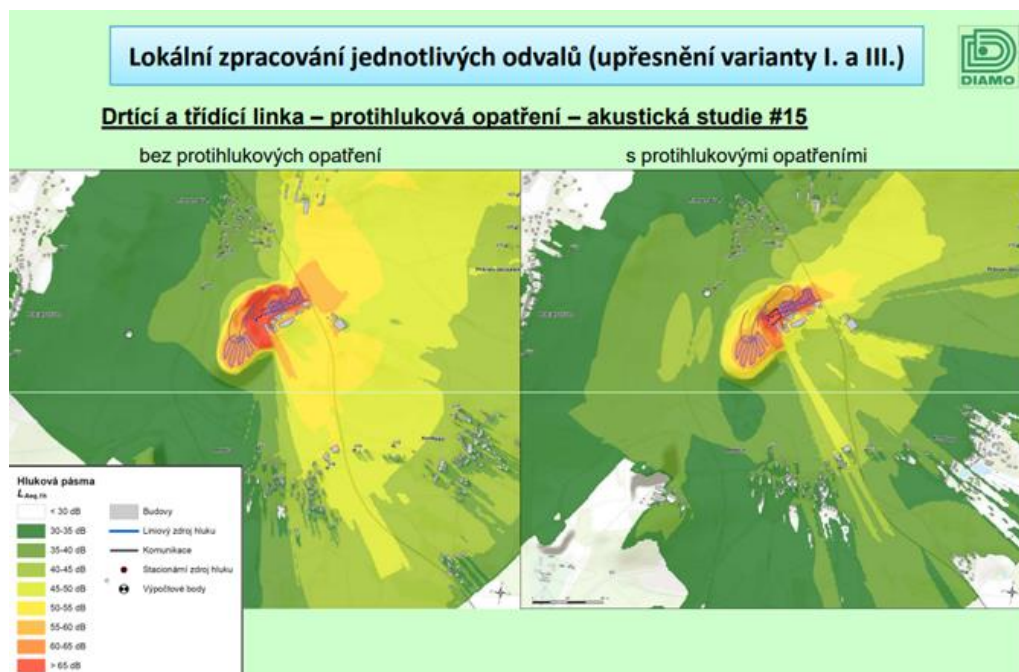 Lokální zpracování jednotlivých odvalů (upřesnění varianty I. a III.)
DIAMO
Drtící a třídící linka – protihluková opatření – akustická studie #15
bez protihlukových opatření
s protihlukovými opatřeními
Hluková pásma
L Aeq,1h
< 30 dB
30-35 dB
35-40 dB
40-45 dB
45-50 dB
50-55 dB
55-60 dB
60-65 dB
> 65 dB
Budovy
Liniový zdroj hluku
Komunikace
Stacionární zdroj hluku
Výpočtové body